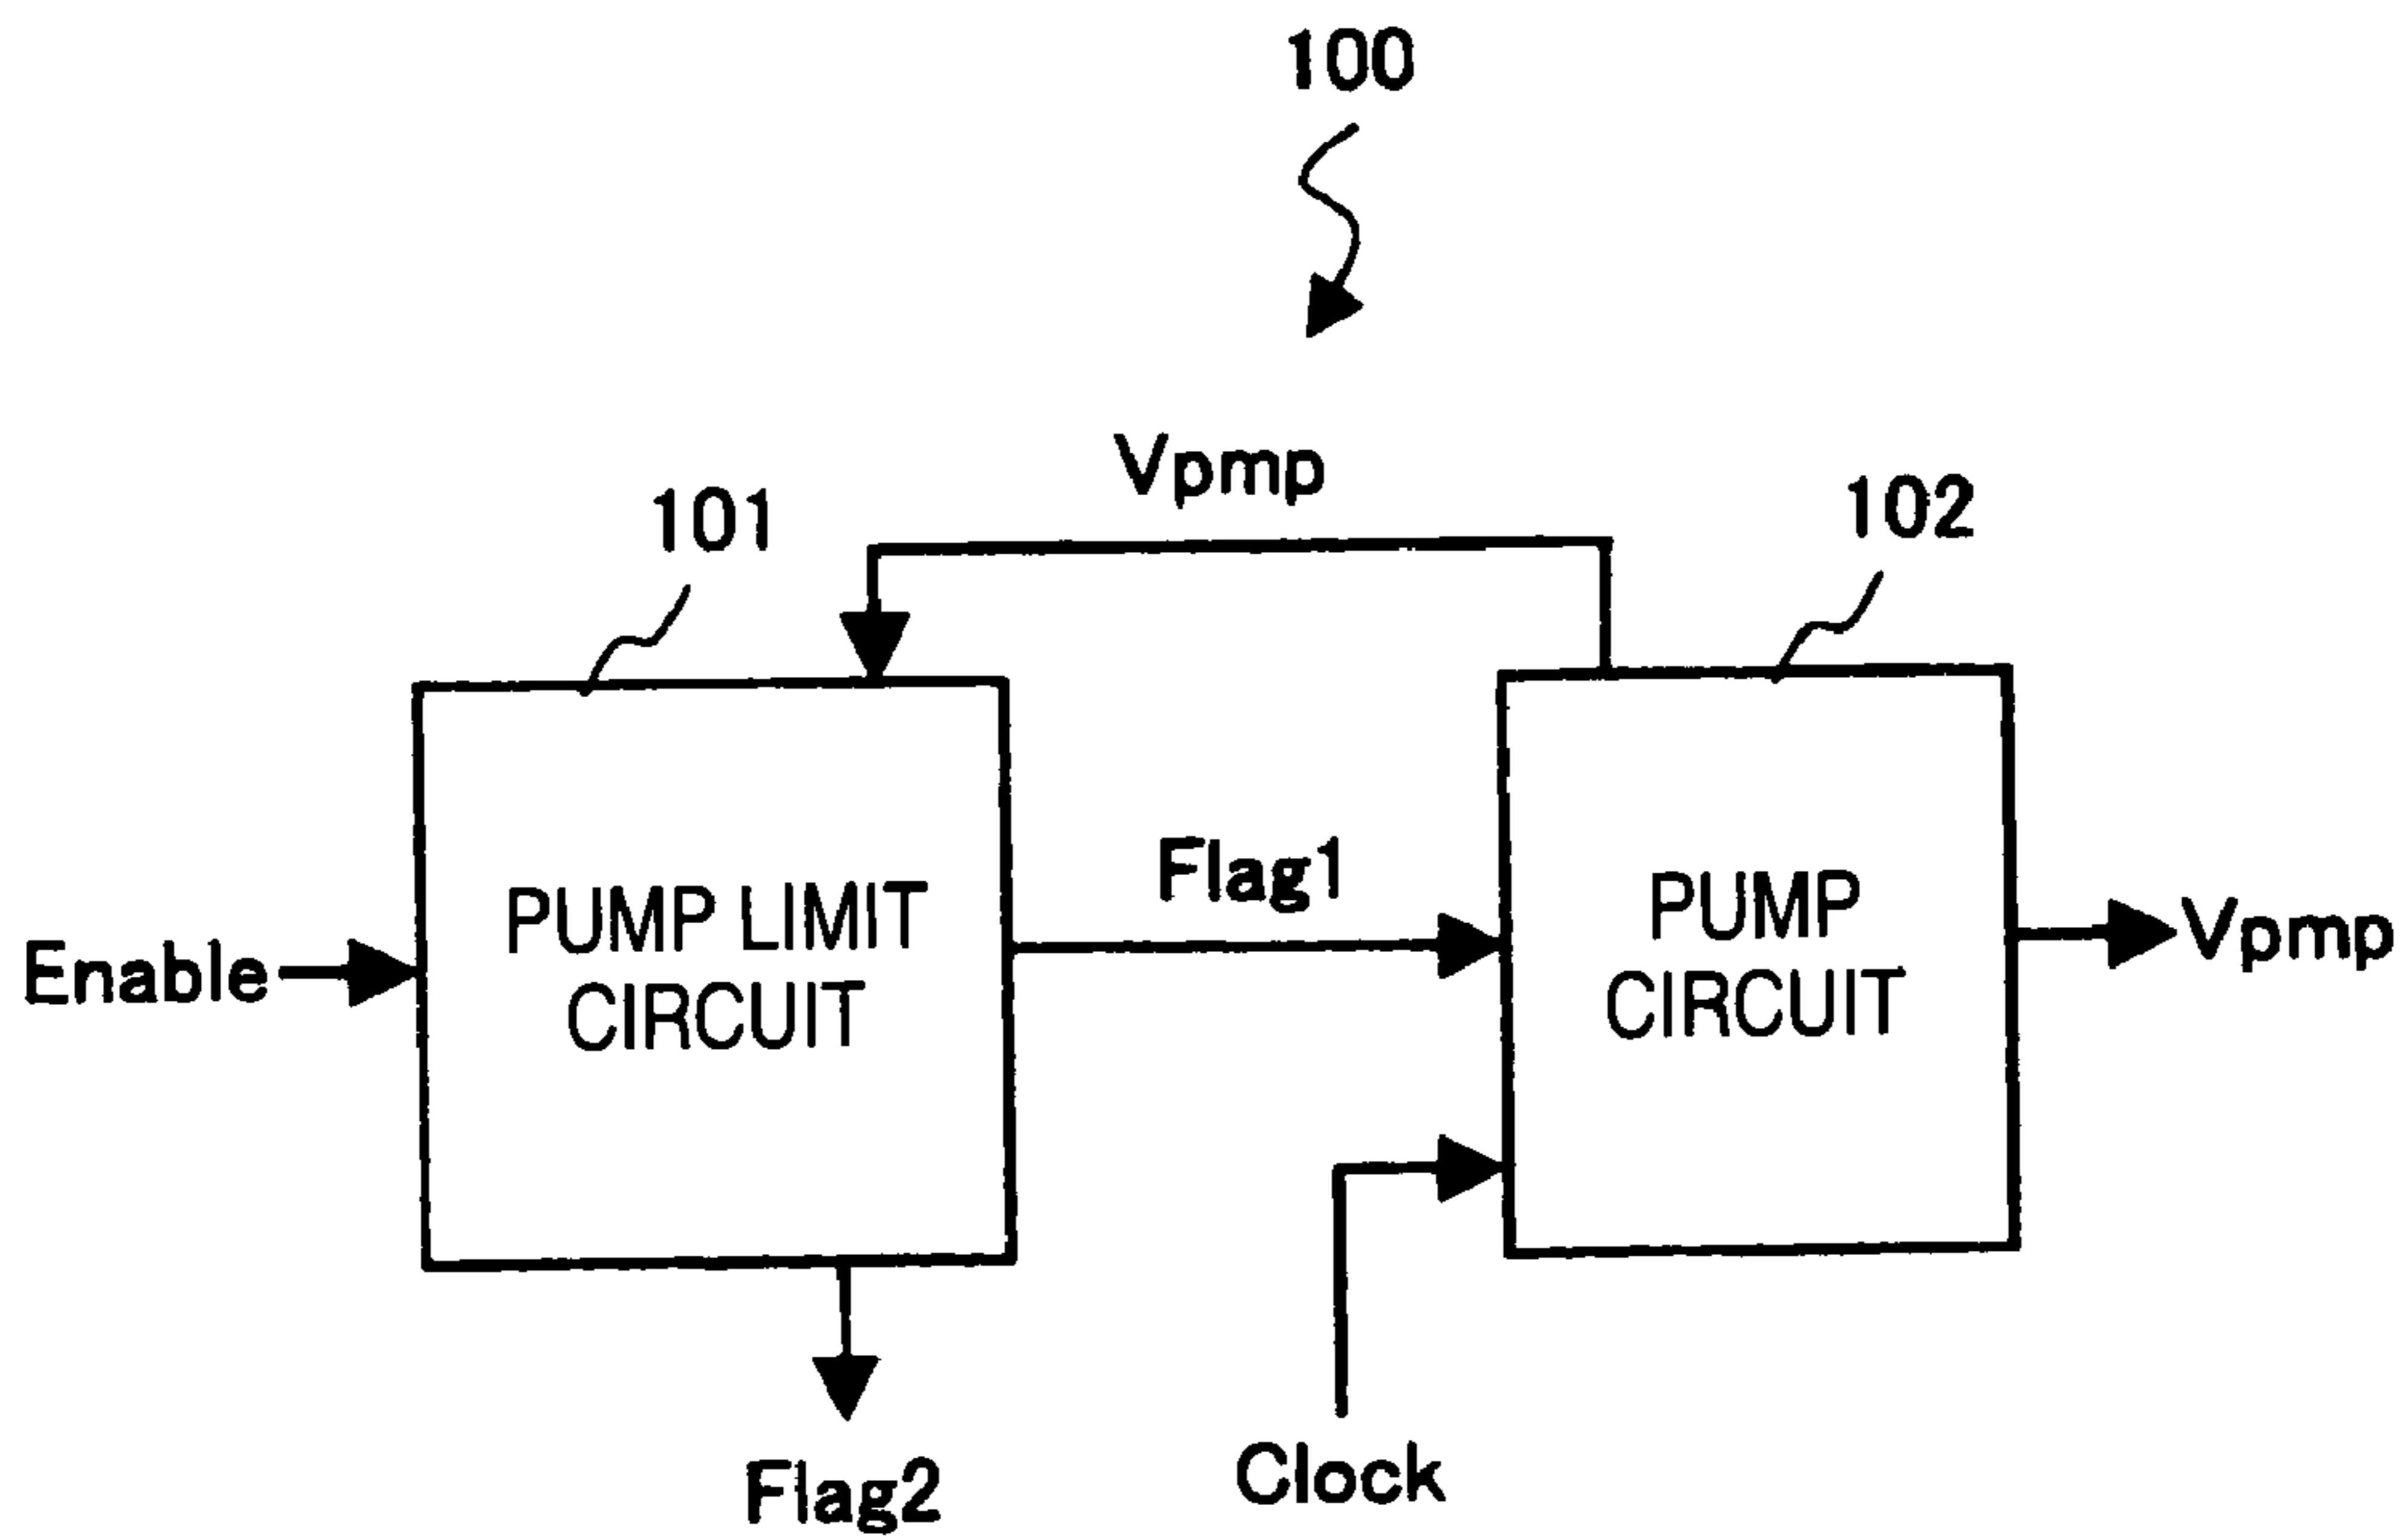 100
Vpmp
101
102
PUMP LIMIT
CIRCUIT
Flag1
PUMP
CIRCUIT
Enable
Vpmp
Flag2
Clock